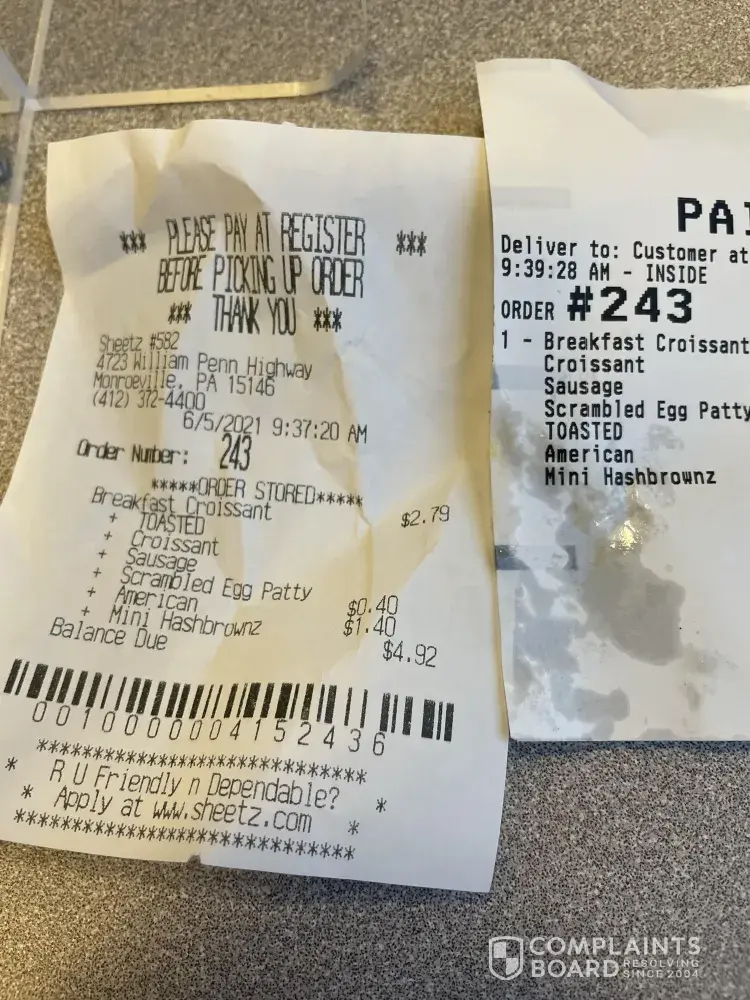 *** PLEASE PAY AT REGISTER ***
BEFORE PICKING UP ORDER
*** THANK YOU ***
Sheetz #582
4723 William Penn Highway
Monroeville, PA 15146
(412) 372-4400
6/5/2021 9:37:20 AM
Order Number: 243
*****ORDER STORED*****
Breakfast Croissant $2.79
+ TOASTED
+ Croissant
+ Sausage
+ Scrambled Egg Patty
+ American $0.40
+ Mini Hashbrownz $1.40
Balance Due $4.92
0010000004152436
******************************
* R U Friendly n Dependable? *
* Apply at www.sheetz.com *
******************************
PAI
Deliver to: Customer at
9:39:28 AM - INSIDE
ORDER #243
1 - Breakfast Croissant
Croissant
Sausage
Scrambled Egg Patty
TOASTED
American
Mini Hashbrownz
COMPLAINTS
BOARD RESOLVING
SINCE 2004